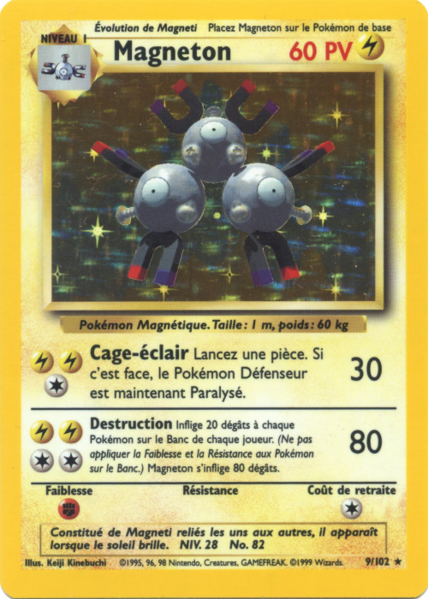 Évolution de Magneti Placez Magneton sur le Pokémon de base
NIVEAU 1
Magneton 60 PV
Pokémon Magnétique. Taille: 1 m, poids: 60 kg
Cage-éclair Lancez une pièce. Si
c'est face, le Pokémon Défenseur
est maintenant Paralysé.
30
Destruction Inflige 20 dégâts à chaque
Pokémon sur le Banc de chaque joueur. (Ne pas
appliquer la Faiblesse et la Résistance aux Pokémon
sur le Banc.) Magneton s'inflige 80 dégâts.
80
Faiblesse Résistance Coût de retraite
Constitué de Magneti reliés les uns aux autres, il apparaît
lorsque le soleil brille. NIV. 28 No. 82
Illus. Keiji Kinebuchi ©1995, 96, 98 Nintendo, Creatures, GAMEFREAK. ©1999 Wizards. 9/102 ★